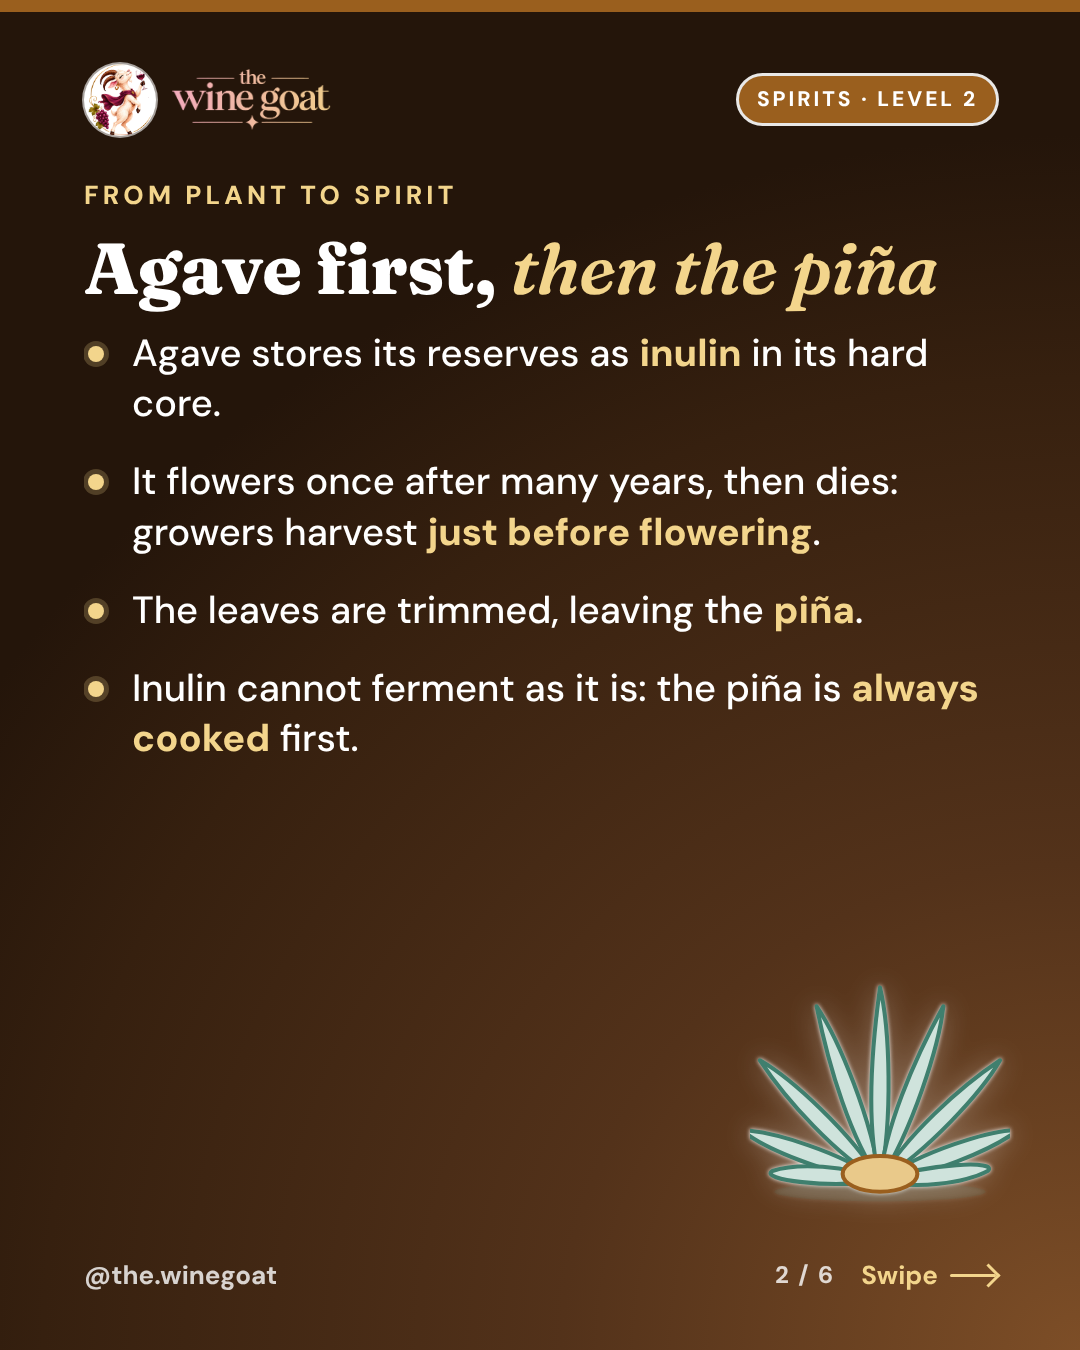 the
wine goat
SPIRITS · LEVEL 2
FROM PLANT TO SPIRIT
Agave first, then the piña
Agave stores its reserves as inulin in its hard
core.
It flowers once after many years, then dies:
growers harvest just before flowering.
The leaves are trimmed, leaving the piña.
Inulin cannot ferment as it is: the piña is always
cooked first.
@the.winegoat
2 / 6 Swipe